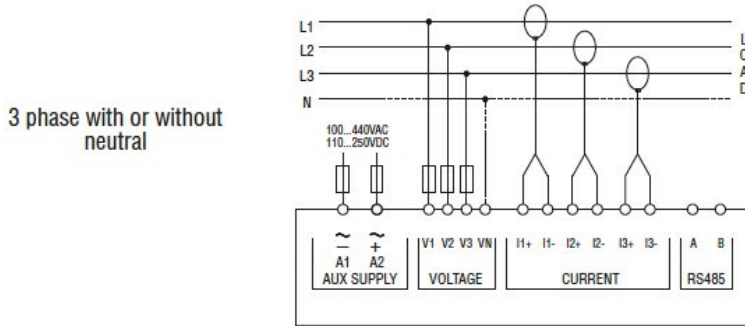 3 phase with or without
neutral
L1
L2
L3
N
L
O
A
D
100...440VAC
110...250VDC
V1 V2 V3 VN I1+ I1- I2+ I2- I3+ I3- A B
~ ~
− +
A1 A2
AUX SUPPLY VOLTAGE CURRENT RS485